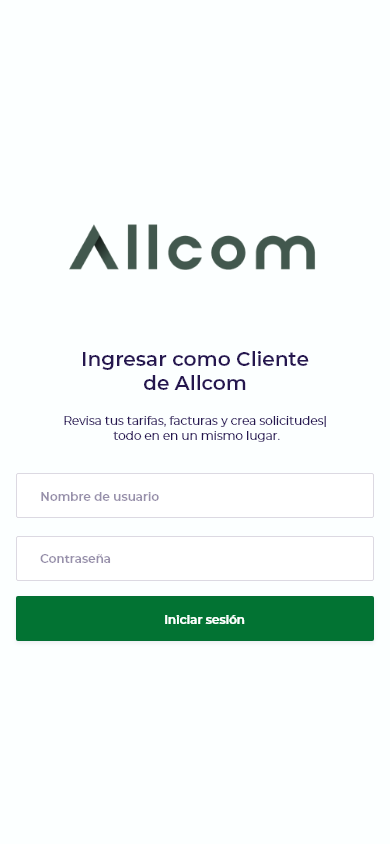 Allcom
Ingresar como Cliente
de Allcom
Revisa tus tarifas, facturas y crea solicitudes|
todo en en un mismo lugar.
Nombre de usuario
Contraseña
Iniciar sesión